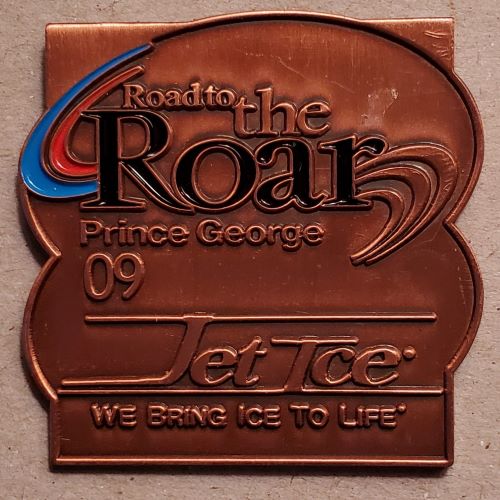 Road to
the
Roar
Prince George
09
Jet Ice®
WE BRING ICE TO LIFE®